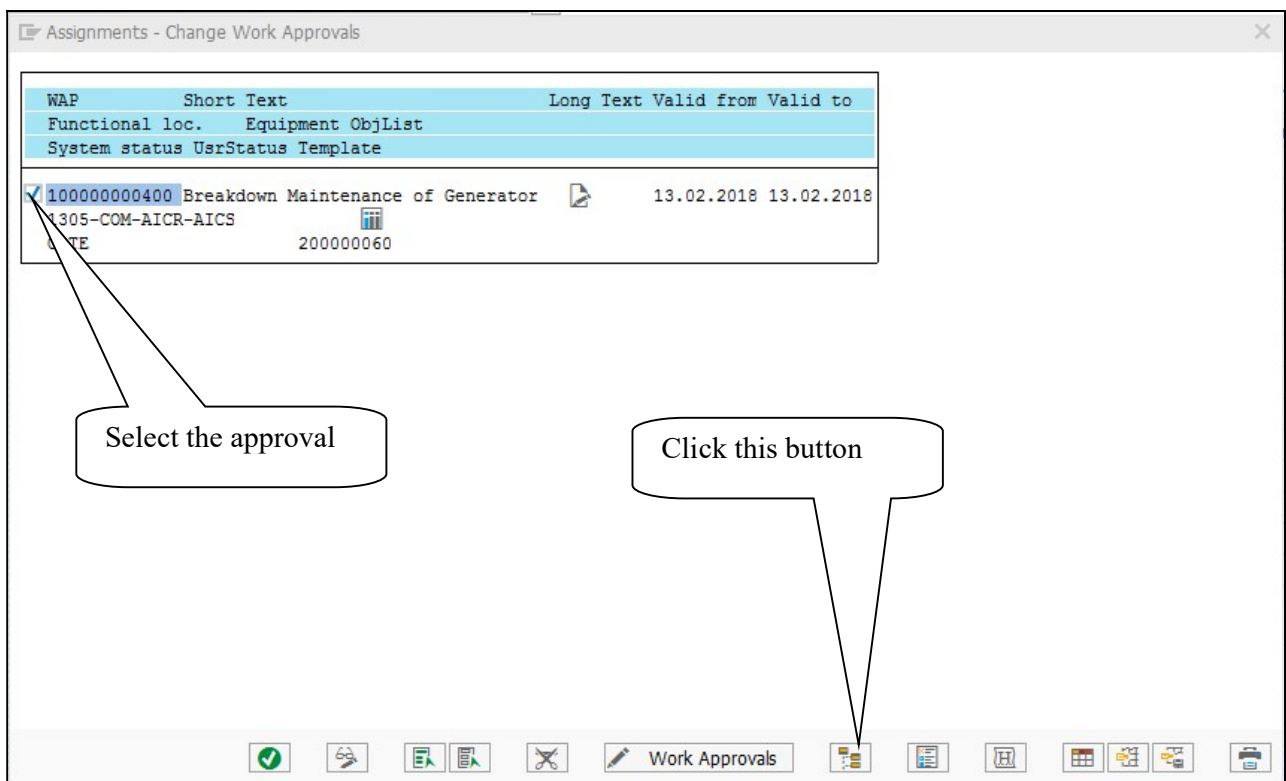 Assignments - Change Work Approvals
WAP Short Text Long Text Valid from Valid to
Functional loc. Equipment ObjList
System status UsrStatus Template
100000000400 Breakdown Maintenance of Generator 13.02.2018 13.02.2018
1305-COM-AICR-AICS
200000060
Select the approval
Click this button
Work Approvals